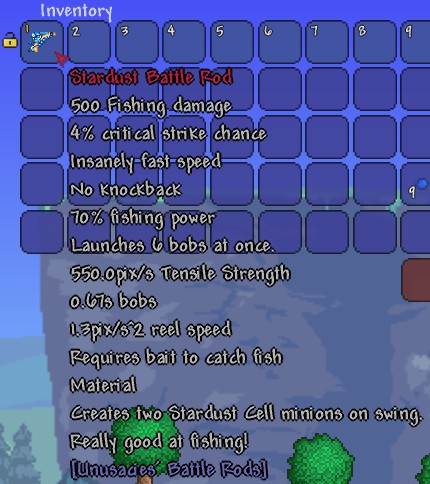 Inventory
1 2 3 4 5 6 7 8 9
Stardust Battle Rod
500 Fishing damage
4% critical strike chance
Insanely fast speed
No knockback
9
70% fishing power
Launches 6 bobs at once.
550.0pix/s Tensile Strength
0.67s bobs
1.3pix/s^2 reel speed
Requires bait to catch fish
Material
Creates two Stardust Cell minions on swing.
Really good at fishing!
[Unusacies' Battle Rods]